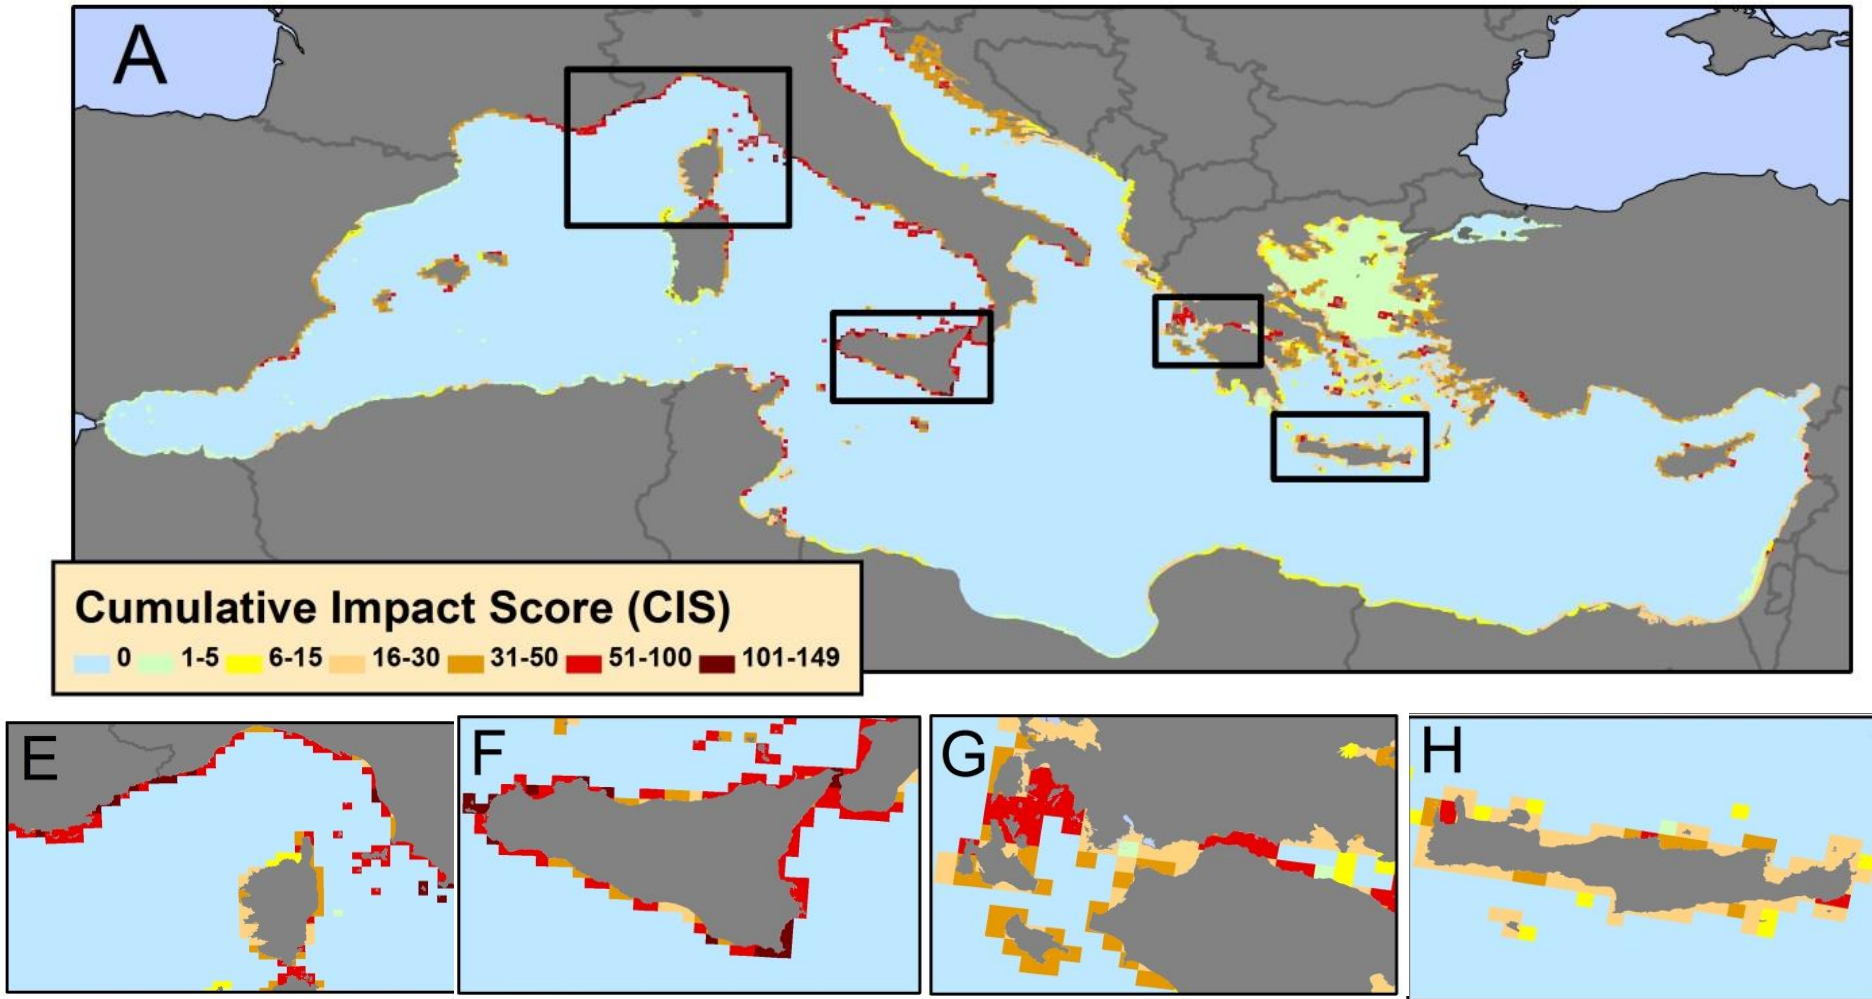 A
Cumulative Impact Score (CIS)
0 1-5 6-15 16-30 31-50 51-100 101-149
E F G H